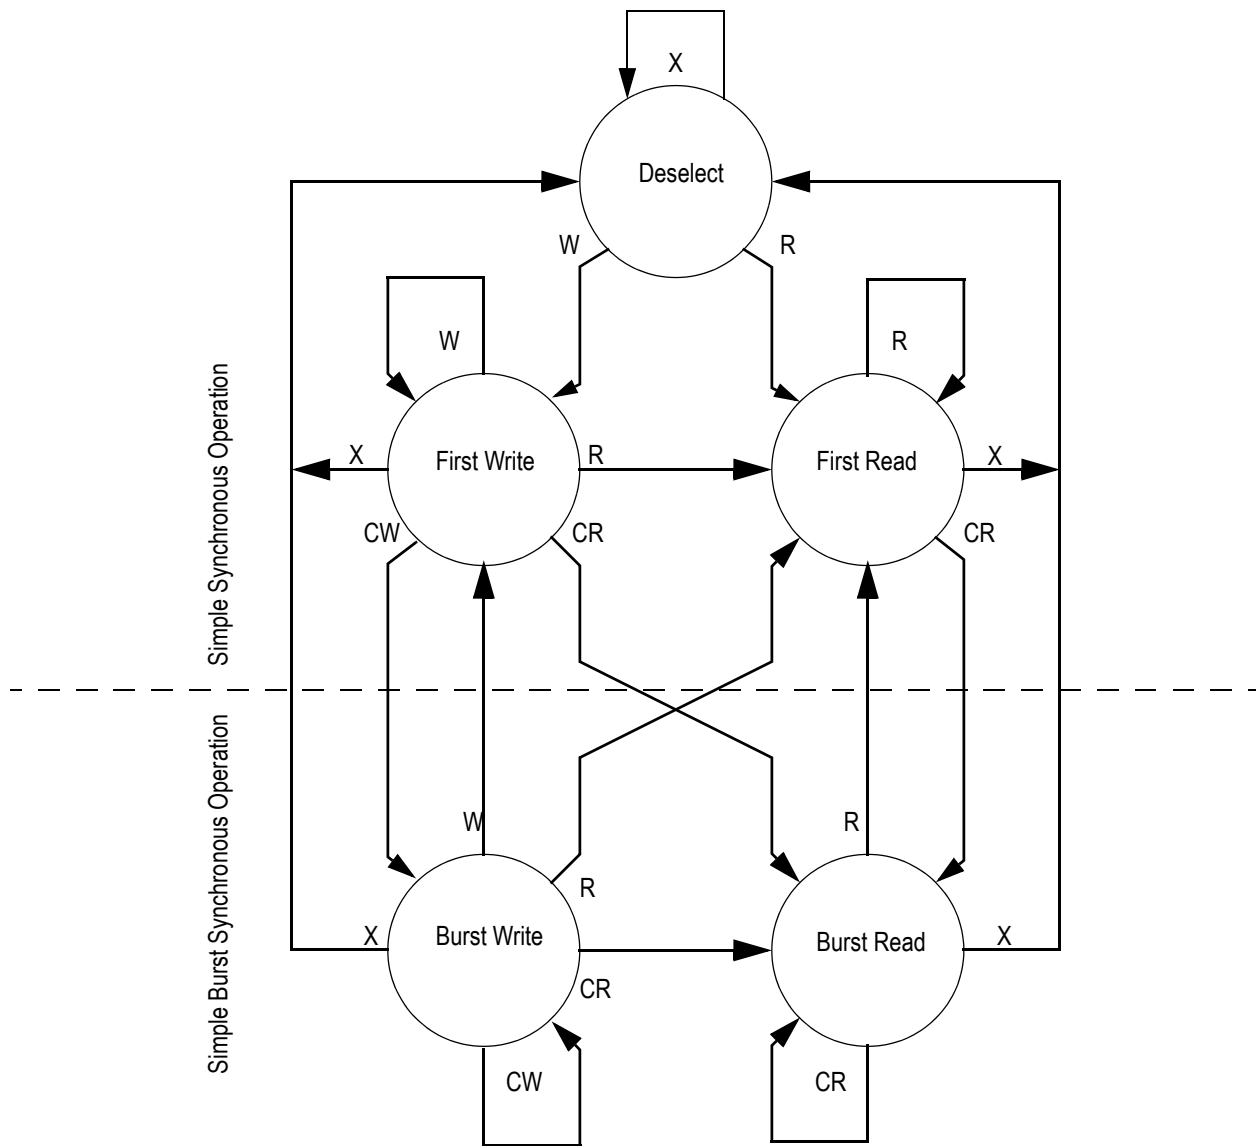 X
Deselect
W
R
W
R
Simple Synchronous Operation
X
First Write
R
First Read
X
CW
CR
CR
Simple Burst Synchronous Operation
W
R
R
X
Burst Write
Burst Read
X
CR
CW
CR